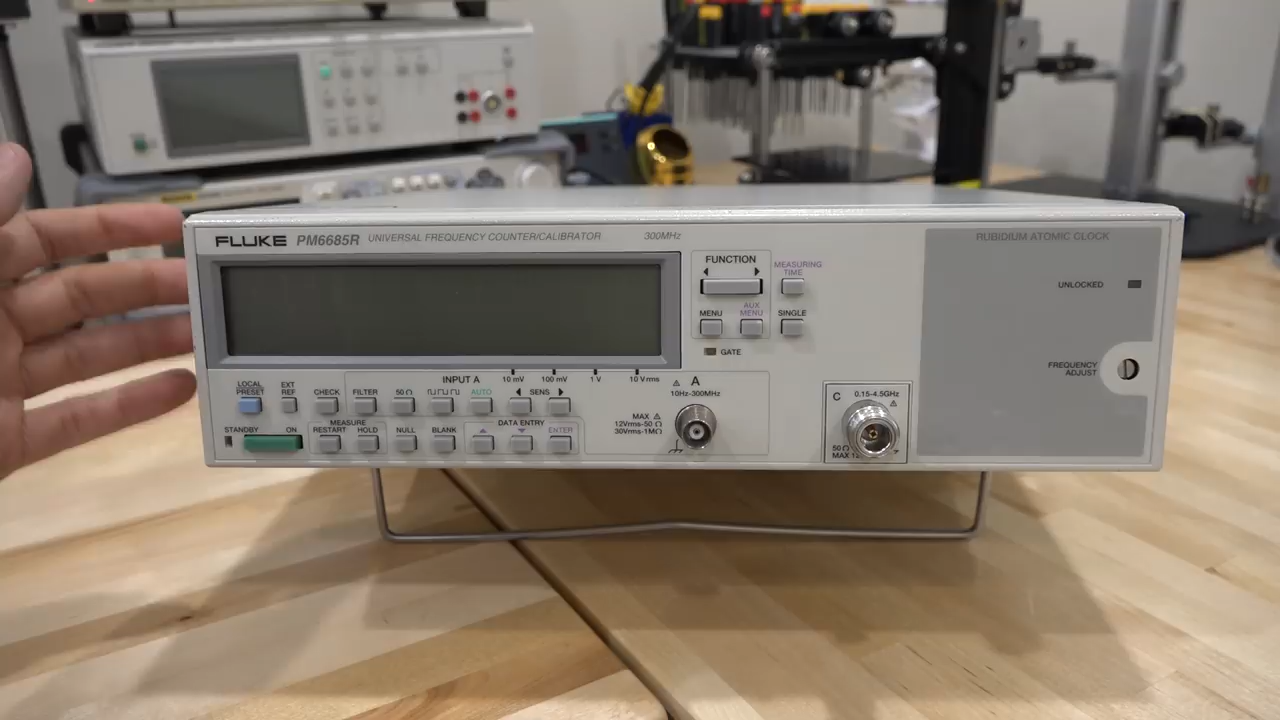 FLUKE PM6685R UNIVERSAL FREQUENCY COUNTER/CALIBRATOR 300MHz
RUBIDIUM ATOMIC CLOCK
FUNCTION
MEASURING
TIME
MENU
AUX
MENU
SINGLE
GATE
UNLOCKED
FREQUENCY
ADJUST
INPUT A
10 mV 100 mV 1 V 10 Vrms
LOCAL
PRESET
EXT
REF
CHECK FILTER 50 Ω AUTO SENS
A
10Hz-300MHz
MAX
12Vrms-50 Ω
30Vrms-1MΩ
C 0.15-4.5GHz
50 Ω
MAX 12
STANDBY ON
MEASURE
RESTART HOLD NULL BLANK
DATA ENTRY
ENTER